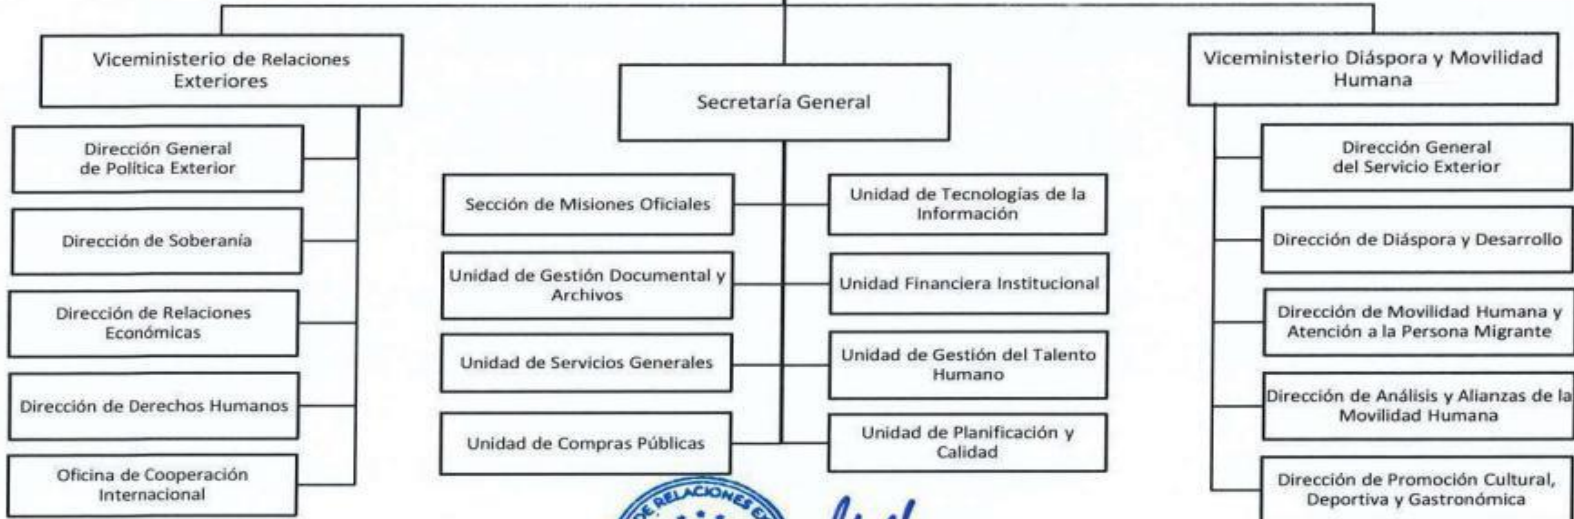 Viceministerio de Relaciones
Exteriores
Dirección General
de Política Exterior
Dirección de Soberanía
Dirección de Relaciones
Económicas
Dirección de Derechos Humanos
Oficina de Cooperación
Internacional
Secretaría General
Sección de Misiones Oficiales
Unidad de Gestión Documental y
Archivos
Unidad de Servicios Generales
Unidad de Compras Públicas
Unidad de Tecnologías de la
Información
Unidad Financiera Institucional
Unidad de Gestión del Talento
Humano
Unidad de Planificación y
Calidad
Viceministerio Diáspora y Movilidad
Humana
Dirección General
del Servicio Exterior
Dirección de Diáspora y Desarrollo
Dirección de Movilidad Humana y
Atención a la Persona Migrante
Dirección de Análisis y Alianzas de la
Movilidad Humana
Dirección de Promoción Cultural,
Deportiva y Gastronómica
DE RELACIONES